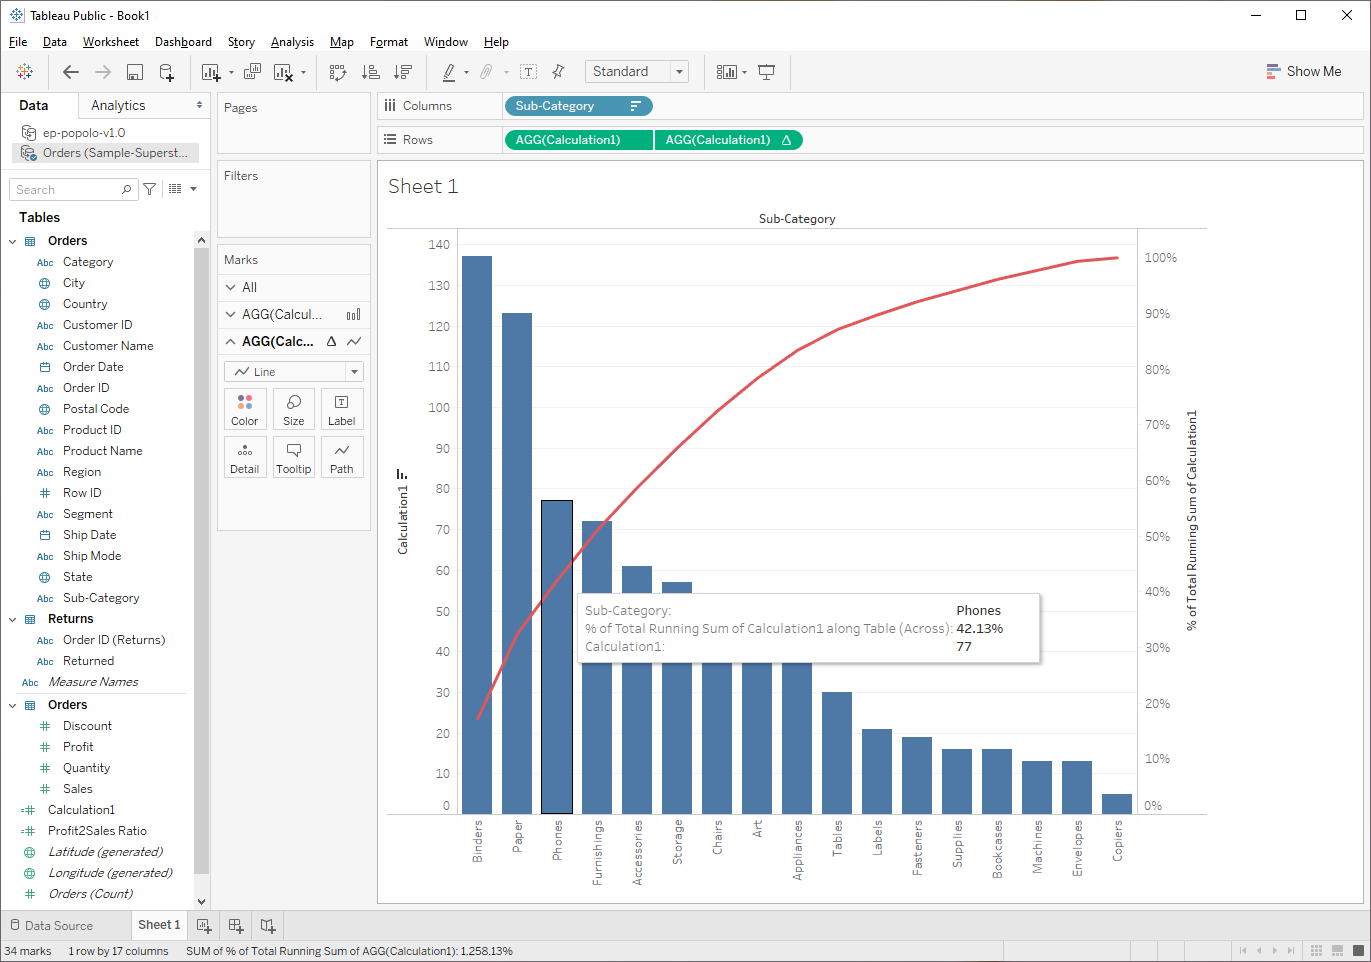 Tableau Public - Book1
File Data Worksheet Dashboard Story Analysis Map Format Window Help
Standard
Show Me
Data
Analytics
ep-popolo-v1.0
Orders (Sample-Superst...
Search
Tables
Orders
Abc Category
City
Country
Abc Customer ID
Abc Customer Name
Order Date
Abc Order ID
Postal Code
Abc Product ID
Abc Product Name
Abc Region
# Row ID
Abc Segment
Ship Date
Abc Ship Mode
State
Abc Sub-Category
Returns
Abc Order ID (Returns)
Abc Returned
Abc Measure Names
Orders
# Discount
# Profit
# Quantity
# Sales
=# Calculation1
=# Profit2Sales Ratio
Latitude (generated)
Longitude (generated)
# Orders (Count)
Pages
Filters
Marks
All
AGG(Calcul...
AGG(Calc... Δ
Line
Color Size Label
Detail Tooltip Path
Columns Sub-Category
Rows AGG(Calculation1) AGG(Calculation1) Δ
Sheet 1
Sub-Category
140
130
120
110
100
90
80
70
60
50
40
30
20
10
0
Calculation1
Sub-Category: Phones
% of Total Running Sum of Calculation1 along Table (Across): 42.13%
Calculation1: 77
100%
90%
80%
70%
60%
50%
40%
30%
20%
10%
0%
% of Total Running Sum of Calculation1
Binders
Paper
Phones
Furnishings
Accessories
Storage
Chairs
Art
Appliances
Tables
Labels
Fasteners
Supplies
Bookcases
Machines
Envelopes
Copiers
Data Source
Sheet 1
34 marks 1 row by 17 columns SUM of % of Total Running Sum of AGG(Calculation1): 1,258.13%